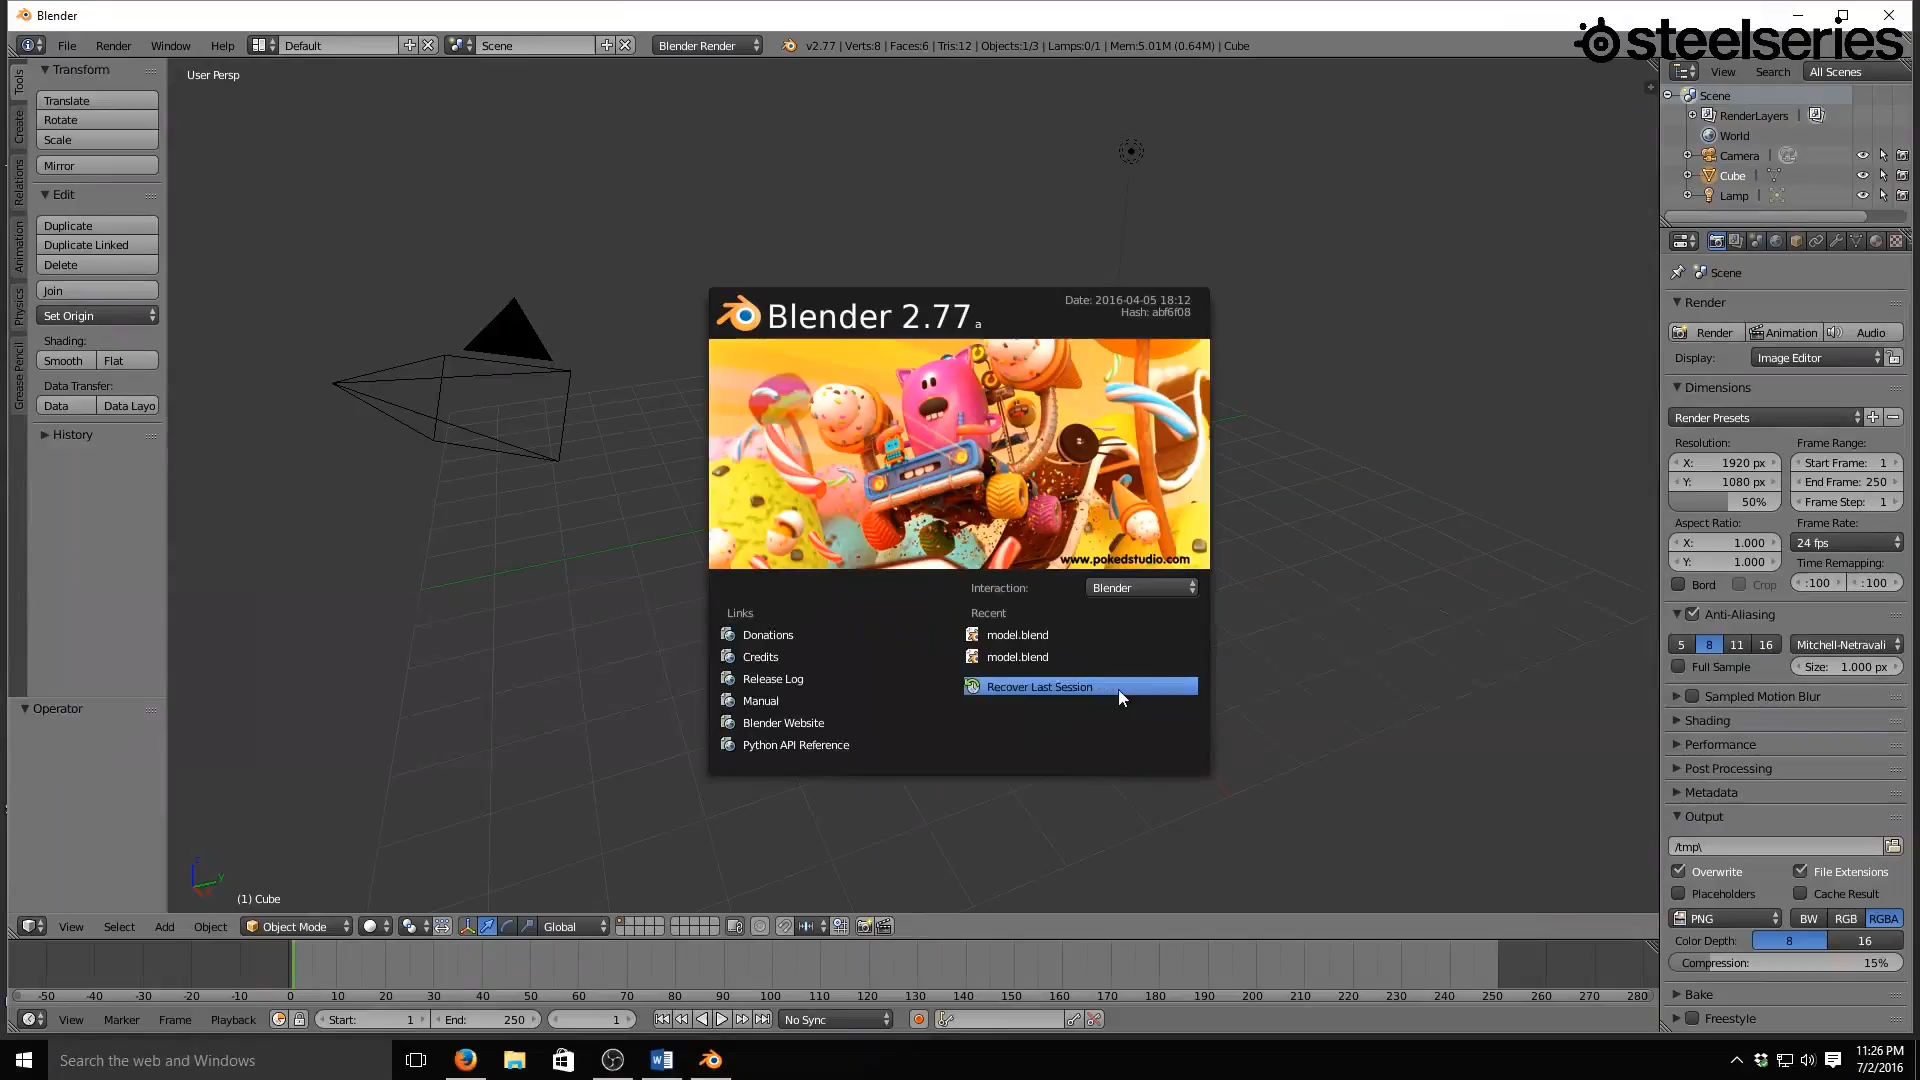 Blender
steelseries
File Render Window Help Default Scene Blender Render v2.77 | Verts:8 | Faces:6 | Tris:12 | Objects:1/3 | Lamps:0/1 | Mem:5.01M (0.64M) | Cube
Tools
Create
Relations
Animation
Physics
Grease Pencil
Transform
Translate
Rotate
Scale
Mirror
Edit
Duplicate
Duplicate Linked
Delete
Join
Set Origin
Shading:
Smooth Flat
Data Transfer:
Data Data Layo
History
Operator
User Persp
Blender 2.77 a
Date: 2016-04-05 18:12
Hash: abf6f08
www.pokedstudio.com
Interaction: Blender
Links
Donations
Credits
Release Log
Manual
Blender Website
Python API Reference
Recent
model.blend
model.blend
Recover Last Session
(1) Cube
View Select Add Object Object Mode Global
-50 -40 -30 -20 -10 0 10 20 30 40 50 60 70 80 90 100 110 120 130 140 150 160 170 180 190 200 210 220 230 240 250 260 270 280
View Marker Frame Playback Start: 1 End: 250 1 No Sync
View Search All Scenes
Scene
RenderLayers
World
Camera
Cube
Lamp
Scene
Render
Render Animation Audio
Display: Image Editor
Dimensions
Render Presets
Resolution: Frame Range:
X: 1920 px Start Frame: 1
Y: 1080 px End Frame: 250
50% Frame Step: 1
Aspect Ratio: Frame Rate:
X: 1.000 24 fps
Y: 1.000 Time Remapping:
Bord Crop :100 :100
Anti-Aliasing
5 8 11 16 Mitchell-Netravali
Full Sample Size: 1.000 px
Sampled Motion Blur
Shading
Performance
Post Processing
Metadata
Output
/tmp\
Overwrite File Extensions
Placeholders Cache Result
PNG BW RGB RGBA
Color Depth: 8 16
Compression: 15%
Bake
Freestyle
Search the web and Windows
11:26 PM
7/2/2016